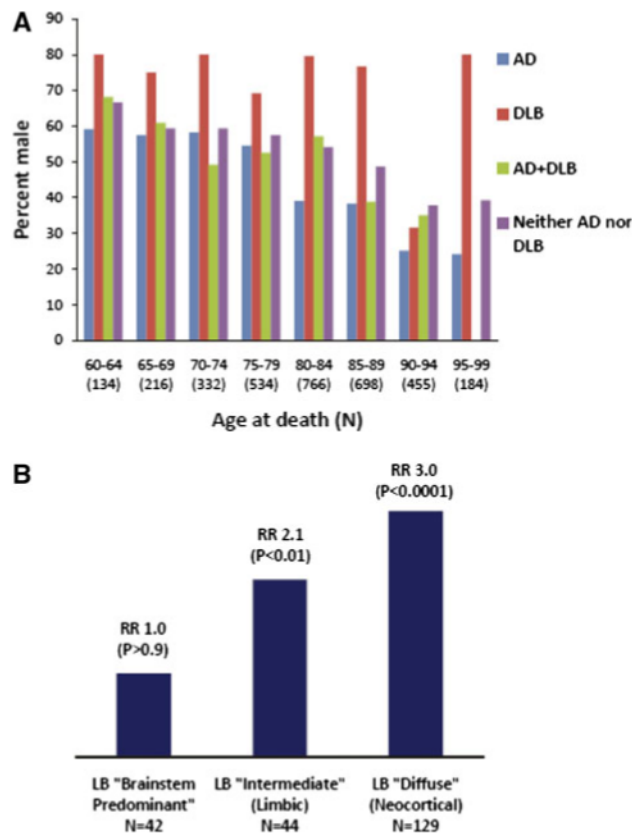 A
90
80
70
60
50
40
30
20
10
0
Percent male
AD
DLB
AD+DLB
Neither AD nor
DLB
60-64 65-69 70-74 75-79 80-84 85-89 90-94 95-99
(134) (216) (332) (534) (766) (698) (455) (184)
Age at death (N)
B
RR 1.0
(P>0.9)
RR 2.1
(P<0.01)
RR 3.0
(P<0.0001)
LB "Brainstem
Predominant"
N=42
LB "Intermediate"
(Limbic)
N=44
LB "Diffuse"
(Neocortical)
N=129